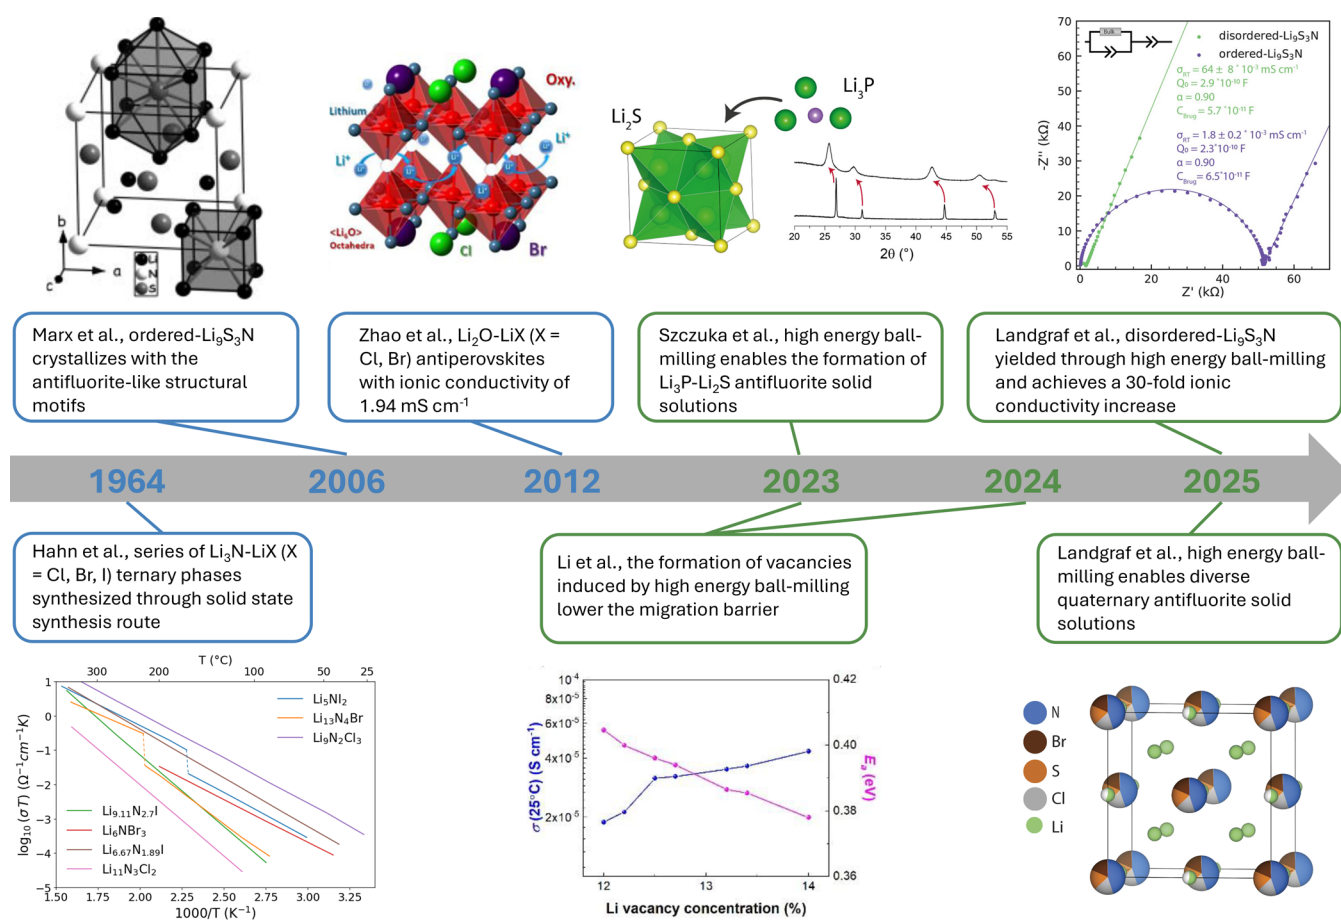 b
a
c
Li
N
S
Oxy.
Lithium
Li⁺
Li⁺
Li⁺
Li⁺
Li⁺
<Li₆O>
Octahedra
Cl
Br
Li₂S
Li₃P
20 25 30 35 40 45 50 55
2θ (°)
disordered-Li₉S₃N
ordered-Li₉S₃N
Bulk
σRT = 64 ± 8 * 10⁻³ mS cm⁻¹
Q₀ = 2.9*10⁻¹⁰ F
α = 0.90
CBrug = 5.7*10⁻¹¹ F
σRT = 1.8 ± 0.2 * 10⁻³ mS cm⁻¹
Q₀ = 2.3*10⁻¹⁰ F
α = 0.90
CBrug = 6.5*10⁻¹¹ F
-70
-60
-50
-40
-30
-20
-10
0
-Z'' (kΩ)
0 20 40 60
Z' (kΩ)
Marx et al., ordered-Li₉S₃N
crystallizes with the
antifluorite-like structural
motifs
Zhao et al., Li₂O-LiX (X =
Cl, Br) antiperovskites
with ionic conductivity of
1.94 mS cm⁻¹
Szczuka et al., high energy ball-
milling enables the formation of
Li₃P-Li₂S antifluorite solid
solutions
Landgraf et al., disordered-Li₉S₃N
yielded through high energy ball-milling
and achieves a 30-fold ionic
conductivity increase
1964 2006 2012 2023 2024 2025
Hahn et al., series of Li₃N-LiX (X
= Cl, Br, I) ternary phases
synthesized through solid state
synthesis route
Li et al., the formation of vacancies
induced by high energy ball-milling
lower the migration barrier
Landgraf et al., high energy ball-
milling enables diverse
quaternary antifluorite solid
solutions
T (°C)
300 200 100 50 25
Li₅NI₂
Li₁₃N₄Br
Li₉N₂Cl₃
Li₉.₁₁N₂.₇I
Li₆NBr₃
Li₆.₆₇N₁.₈₉I
Li₁₁N₃Cl₂
1
0
−1
−2
−3
−4
−5
log₁₀ (σT) (Ω⁻¹cm⁻¹K)
1.50 1.75 2.00 2.25 2.50 2.75 3.00 3.25
1000/T (K⁻¹)
10⁻⁴
8x10⁻⁵
6x10⁻⁵
4x10⁻⁵
2x10⁻⁵
σ (25°C) (S cm⁻¹)
0.42
0.40
0.38
0.36
Eₐ (eV)
12 13 14
Li vacancy concentration (%)
N
Br
S
Cl
Li